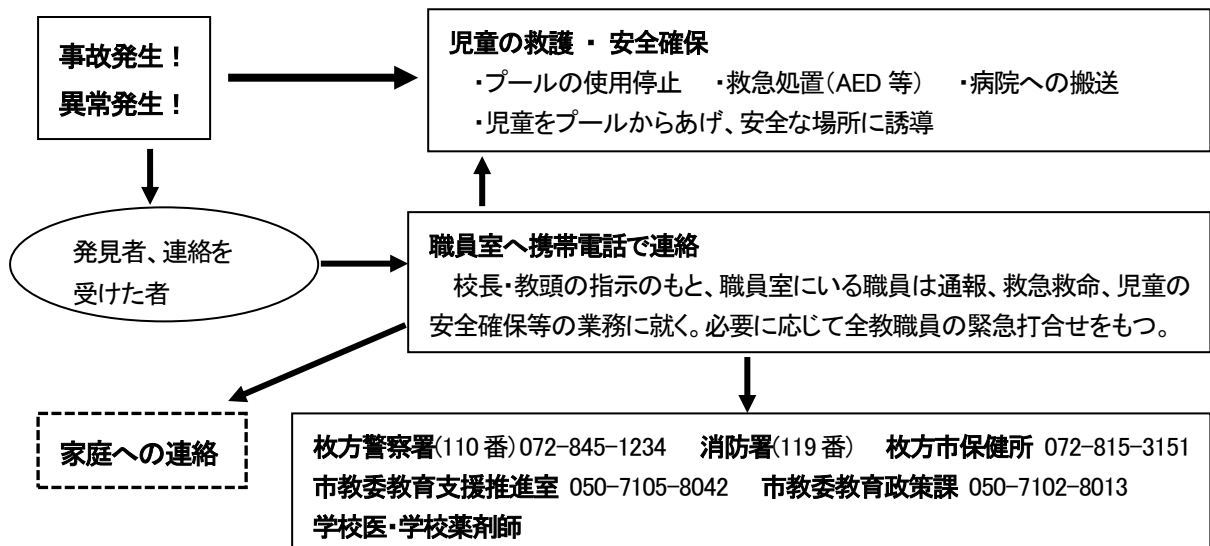 事故発生！
異常発生！
児童の救護 ・ 安全確保
・プールの使用停止　・救急処置(AED 等)　・病院への搬送
・児童をプールからあげ、安全な場所に誘導
発見者、連絡を
受けた者
職員室へ携帯電話で連絡
校長・教頭の指示のもと、職員室にいる職員は通報、救急救命、児童の
安全確保等の業務に就く。必要に応じて全教職員の緊急打合せをもつ。
家庭への連絡
枚方警察署(110 番)072-845-1234　消防署(119 番)　枚方市保健所 072-815-3151
市教委教育支援推進室 050-7105-8042　市教委教育政策課 050-7102-8013
学校医・学校薬剤師